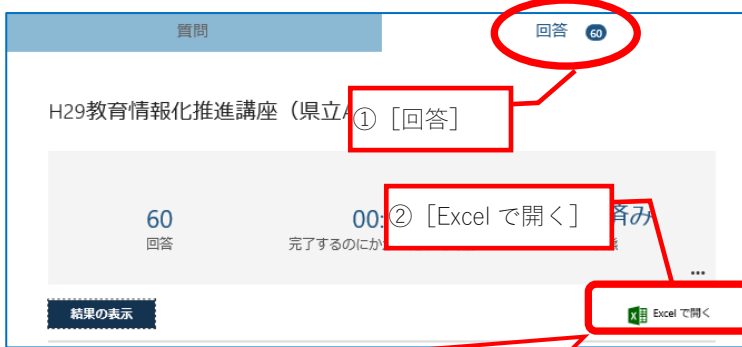 質問
回答 60
H29教育情報化推進講座（県立
① ［回答］
60
00:
② ［Excel で開く］
済み
回答
完了するのにか
結果の表示
Excel で開く